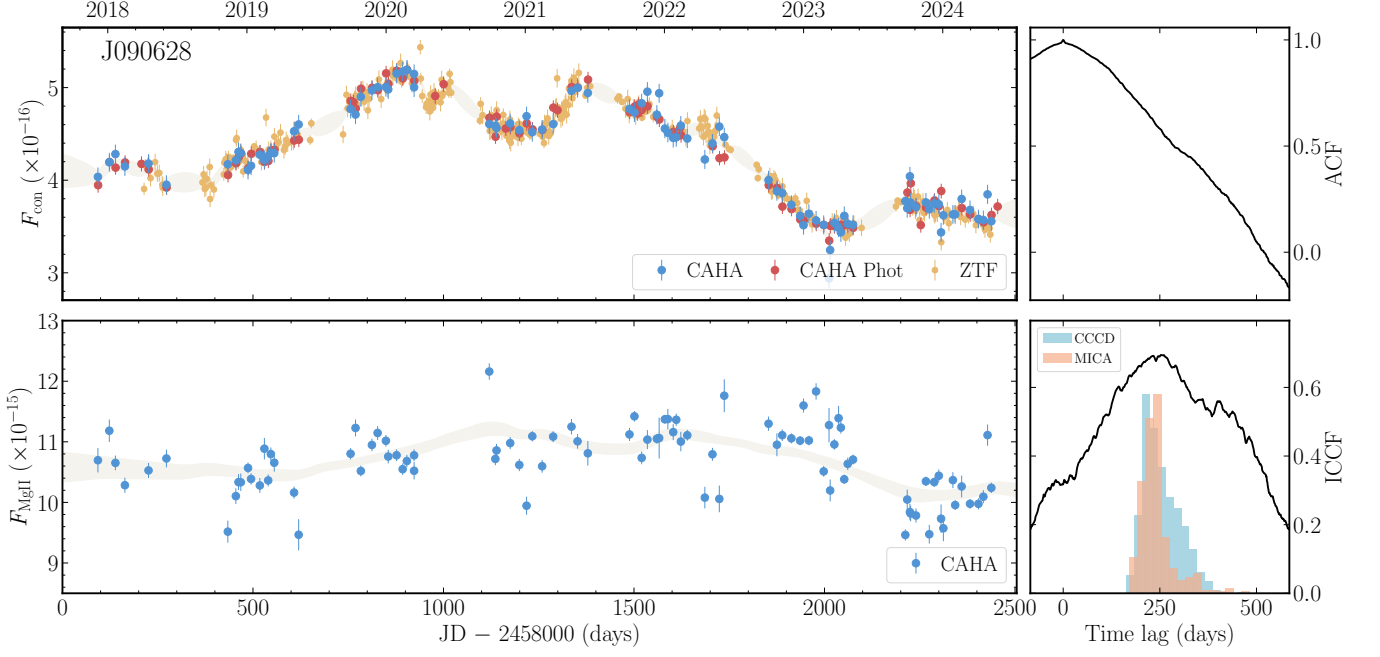 2018 2019 2020 2021 2022 2023 2024
J090628
F_con (×10^−16)
5
4
3
CAHA CAHA Phot ZTF
1.0
0.5
0.0
ACF
13
12
11
10
9
F_MgII (×10^−15)
CAHA
0 500 1000 1500 2000 2500
JD − 2458000 (days)
CCCD
MICA
0.6
0.4
0.2
0.0
ICCF
0 250 500
Time lag (days)